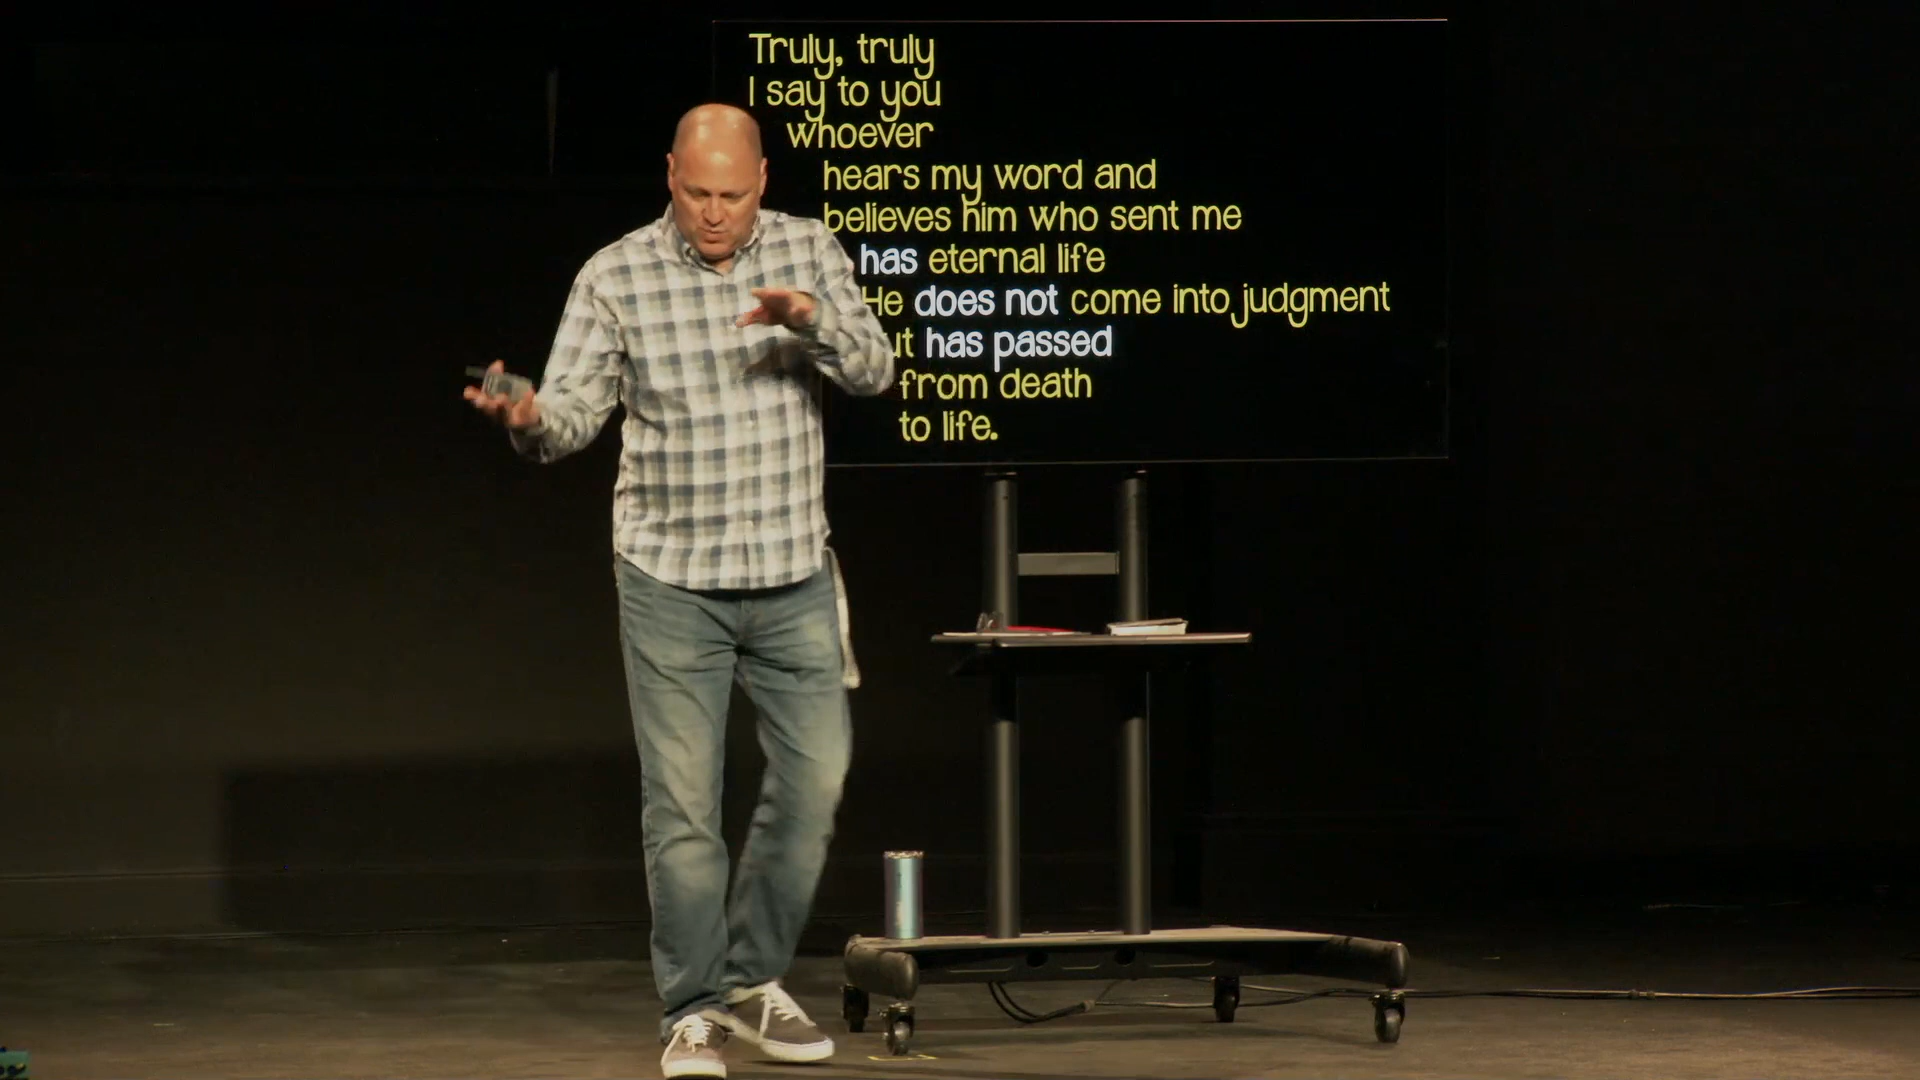 Truly, truly
I say to you
whoever
hears my word and
believes him who sent me
has eternal life
He does not come into judgment
ut has passed
from death
to life.